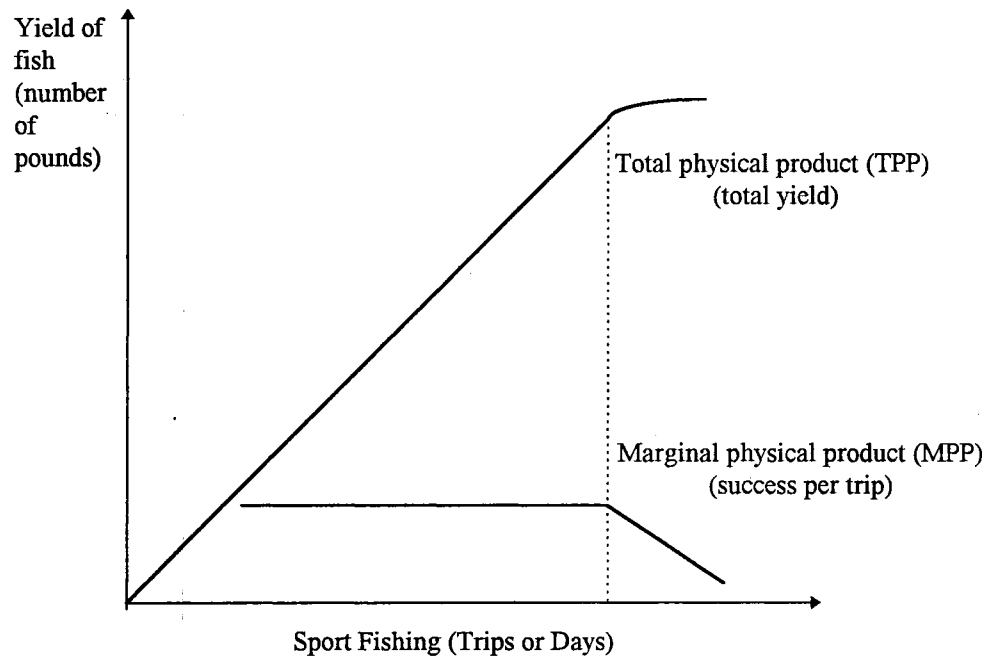 Yield of
fish
(number
of
pounds)
Total physical product (TPP)
(total yield)
Marginal physical product (MPP)
(success per trip)
Sport Fishing (Trips or Days)